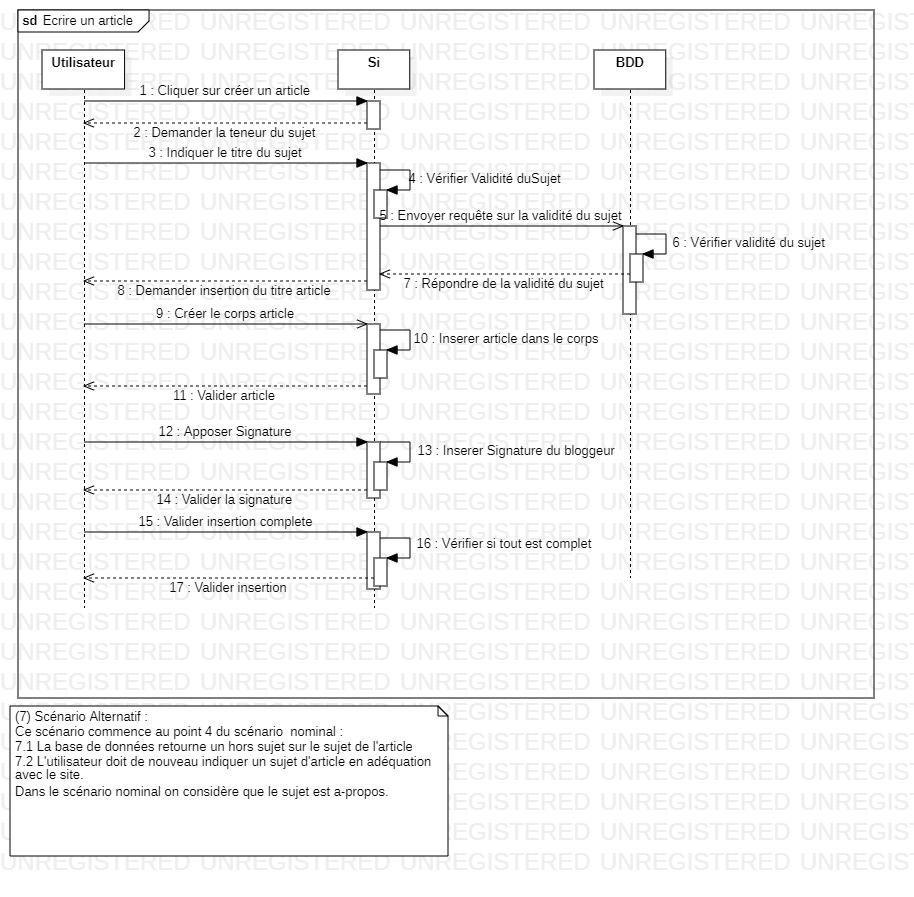 sd Ecrire un article
Utilisateur
Si
BDD
1 : Cliquer sur créer un article
2 : Demander la teneur du sujet
3 : Indiquer le titre du sujet
4 : Vérifier Validité duSujet
5 : Envoyer requête sur la validité du sujet
6 : Vérifier validité du sujet
7 : Répondre de la validité du sujet
8 : Demander insertion du titre article
9 : Créer le corps article
10 : Inserer article dans le corps
11 : Valider article
12 : Apposer Signature
13 : Inserer Signature du bloggeur
14 : Valider la signature
15 : Valider insertion complete
16 : Vérifier si tout est complet
17 : Valider insertion
(7) Scénario Alternatif :
Ce scénario commence au point 4 du scénario  nominal :
7.1 La base de données retourne un hors sujet sur le sujet de l'article
7.2 L'utilisateur doit de nouveau indiquer un sujet d'article en adéquation
avec le site.
Dans le scénario nominal on considère que le sujet est a-propos.
UNREGISTERED